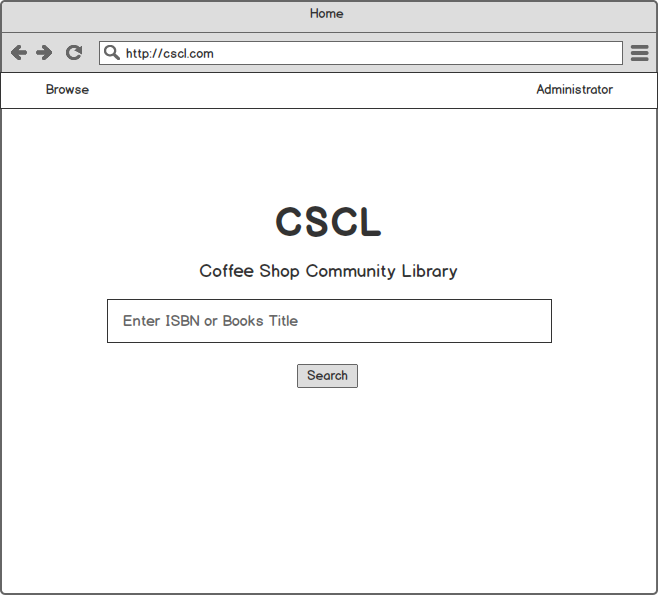 Home
http://cscl.com
Browse
Administrator
CSCL
Coffee Shop Community Library
Enter ISBN or Books Title
Search